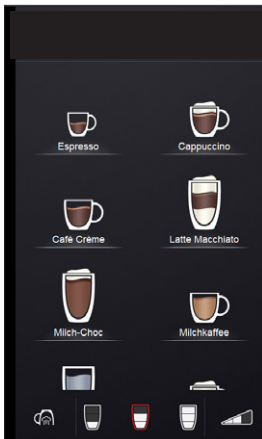 Espresso
Cappuccino
Café Crème
Latte Macchiato
Milch-Choc
Milchkaffee